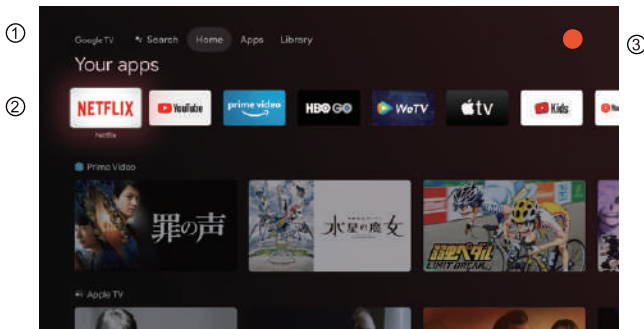 ①
Google TV Search Home Apps Library
③
Your apps
②
NETFLIX YouTube prime video HBO GO WeTV tv Kids
Netflix
Prime Video
罪の声 水星の魔女 弱虫ペダル
LIMIT BREAK
Apple TV